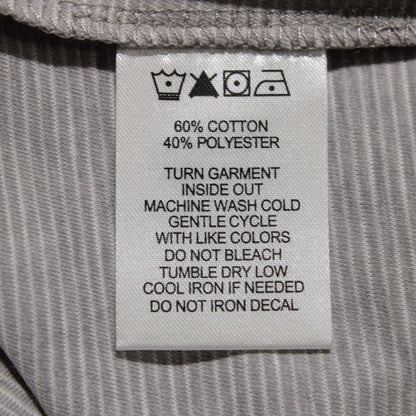 60% COTTON
40% POLYESTER
TURN GARMENT
INSIDE OUT
MACHINE WASH COLD
GENTLE CYCLE
WITH LIKE COLORS
DO NOT BLEACH
TUMBLE DRY LOW
COOL IRON IF NEEDED
DO NOT IRON DECAL